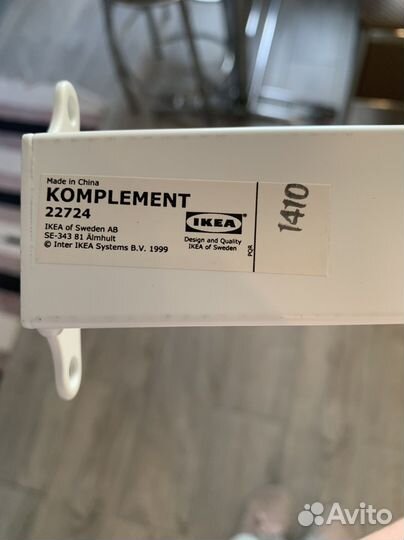 Made in China
KOMPLEMENT
22724
IKEA of Sweden AB
SE-343 81 Älmhult
© Inter IKEA Systems B.V. 1999
IKEA
Design and Quality
IKEA of Sweden
PQR
1410
Avito